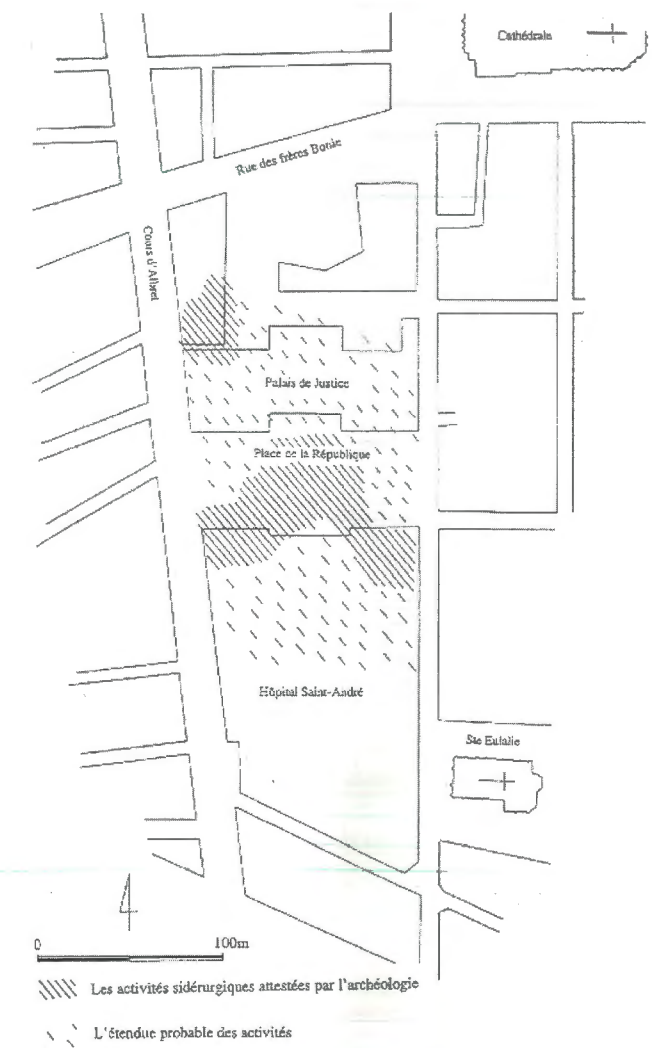 Cathédrale
Rue des frères Bonie
Cours d'Albret
Palais de Justice
Place de la République
Hôpital Saint-André
Ste Eulalie
0 100m
Les activités sidérurgiques attestées par l'archéologie
L'étendue probable des activités